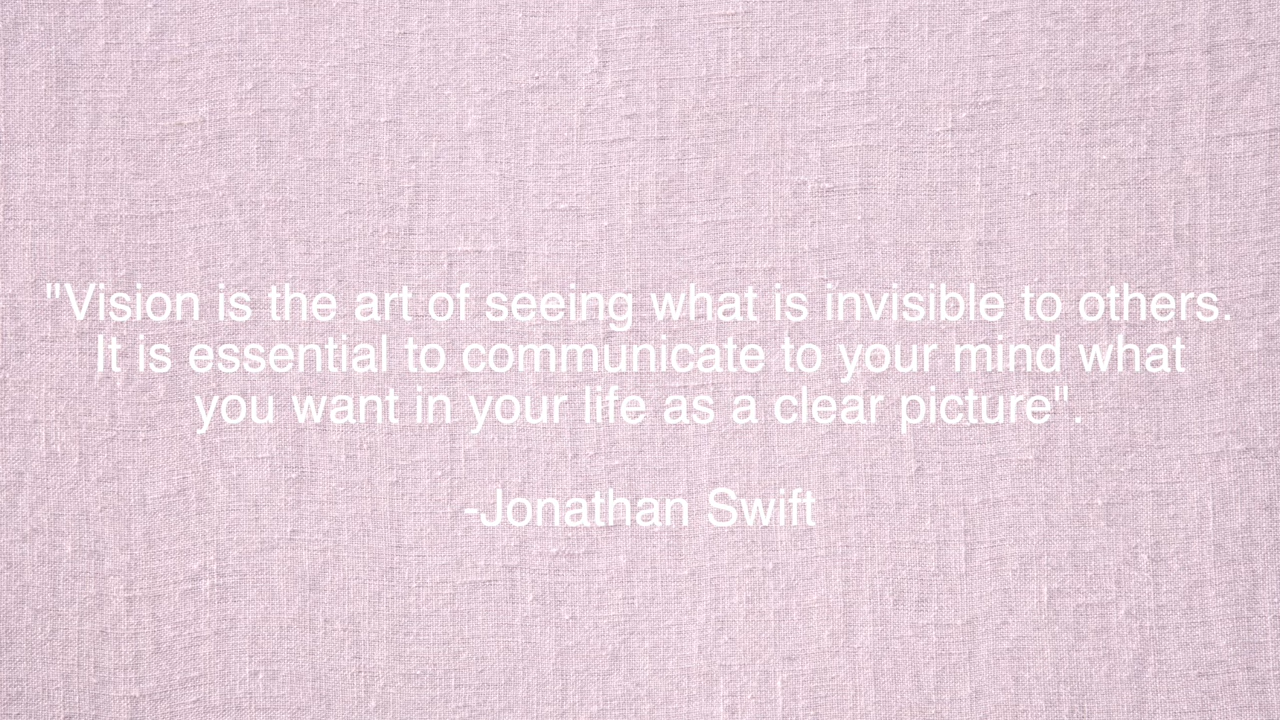 "Vision is the art of seeing what is invisible to others.
It is essential to communicate to your mind what
you want in your life as a clear picture".
-Jonathan Swift